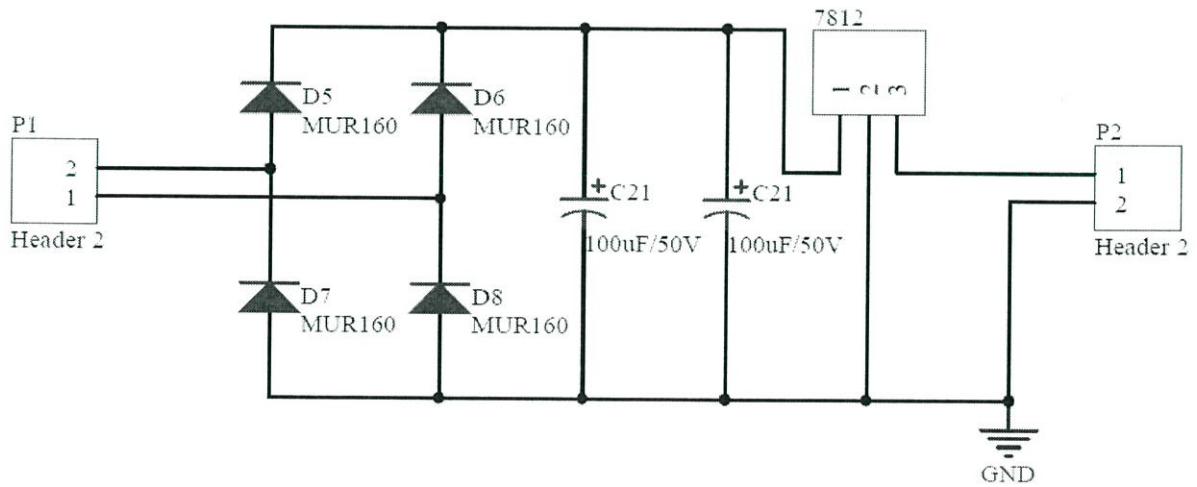 7812
1 2 3
D5
MUR160
D6
MUR160
P1
2
1
Header 2
+C21
100uF/50V
+C21
100uF/50V
P2
1
2
Header 2
D7
MUR160
D8
MUR160
GND